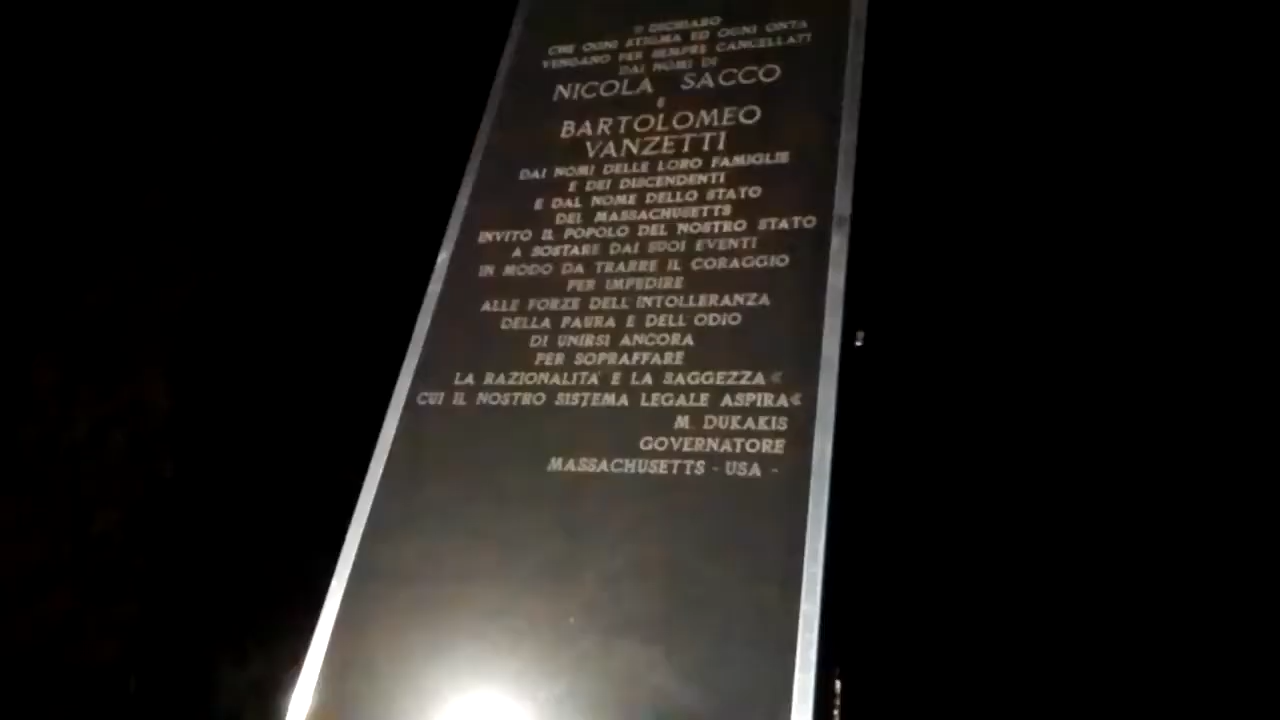 " DICHIARO
CHE OGNI STIGMA ED OGNI ONTA
VENGANO PER SEMPRE CANCELLATI
DAI NOMI DI
NICOLA SACCO
E
BARTOLOMEO
VANZETTI
DAI NOMI DELLE LORO FAMIGLIE
E DEI DISCENDENTI
E DAL NOME DELLO STATO
DEL MASSACHUSETTS
INVITO IL POPOLO DEL NOSTRO STATO
A SOSTARE DAI SUOI EVENTI
IN MODO DA TRARRE IL CORAGGIO
PER IMPEDIRE
ALLE FORZE DELL'INTOLLERANZA
DELLA PAURA E DELL'ODIO
DI UNIRSI ANCORA
PER SOPRAFFARE
LA RAZIONALITA' E LA SAGGEZZA «
CUI IL NOSTRO SISTEMA LEGALE ASPIRA«
M. DUKAKIS
GOVERNATORE
MASSACHUSETTS - USA -